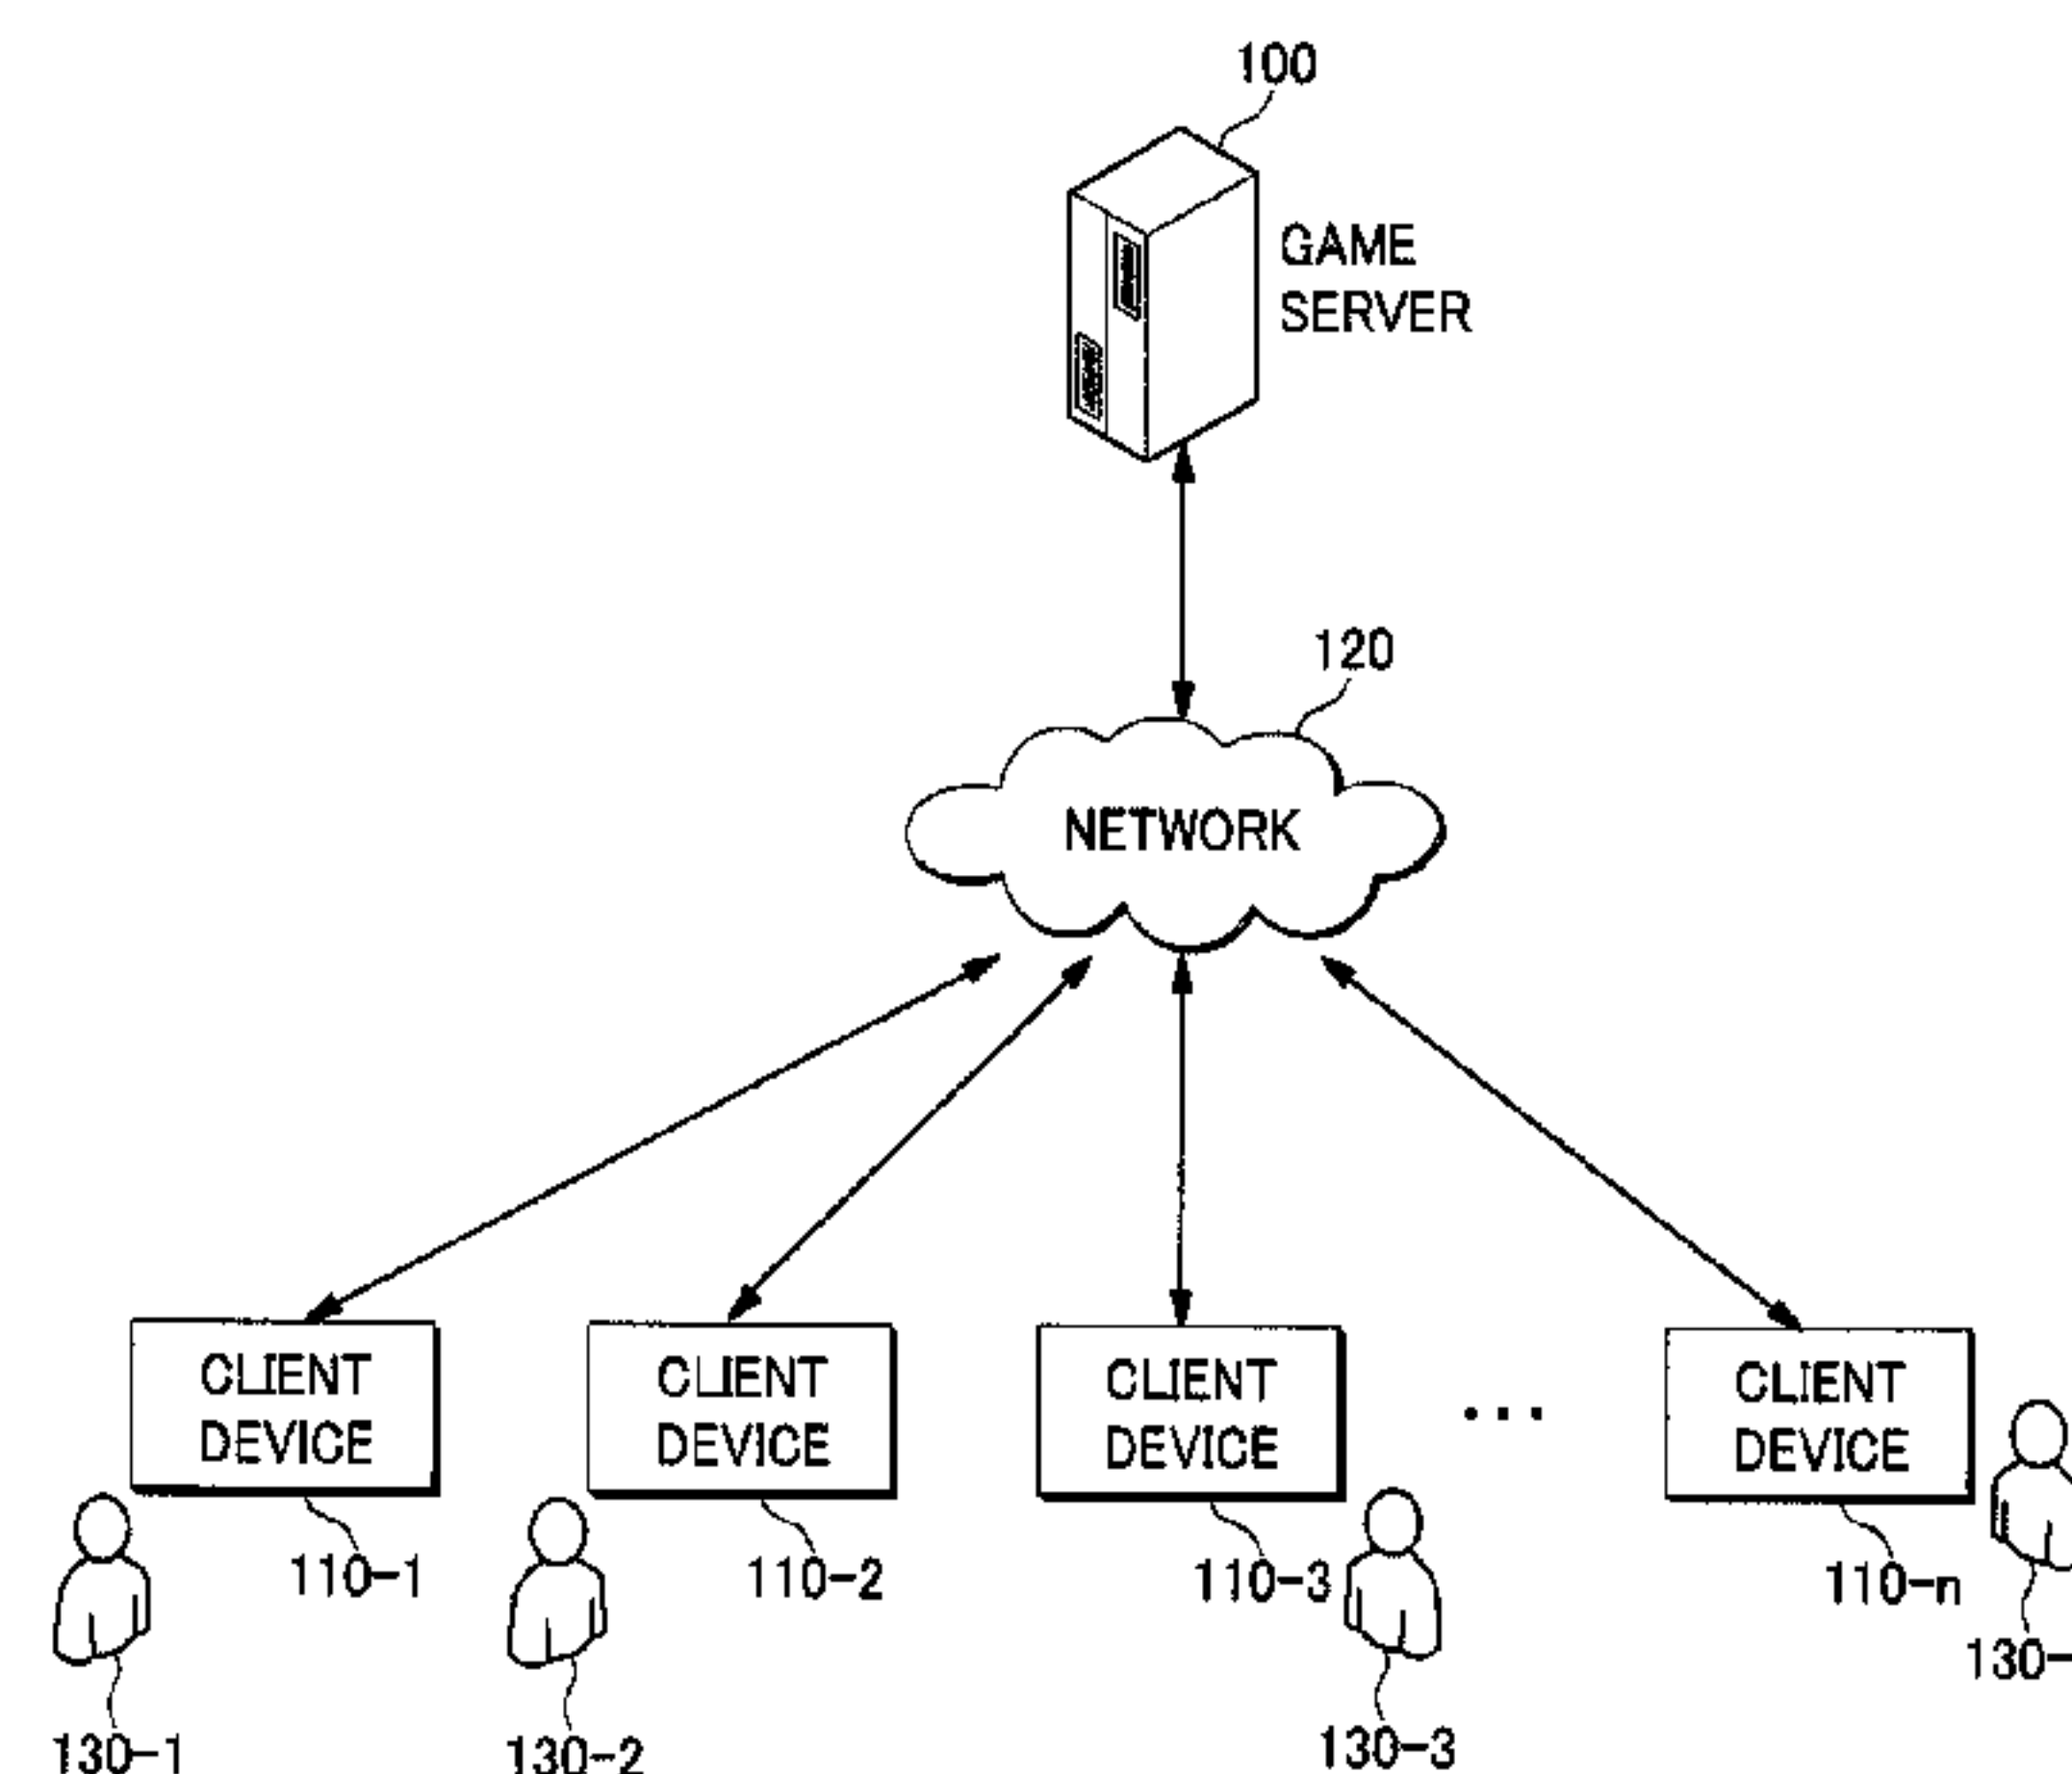 100
GAME
SERVER
120
NETWORK
CLIENT
DEVICE
CLIENT
DEVICE
CLIENT
DEVICE
...
CLIENT
DEVICE
110-1
110-2
110-3
110-n
130-
130-1
130-2
130-3